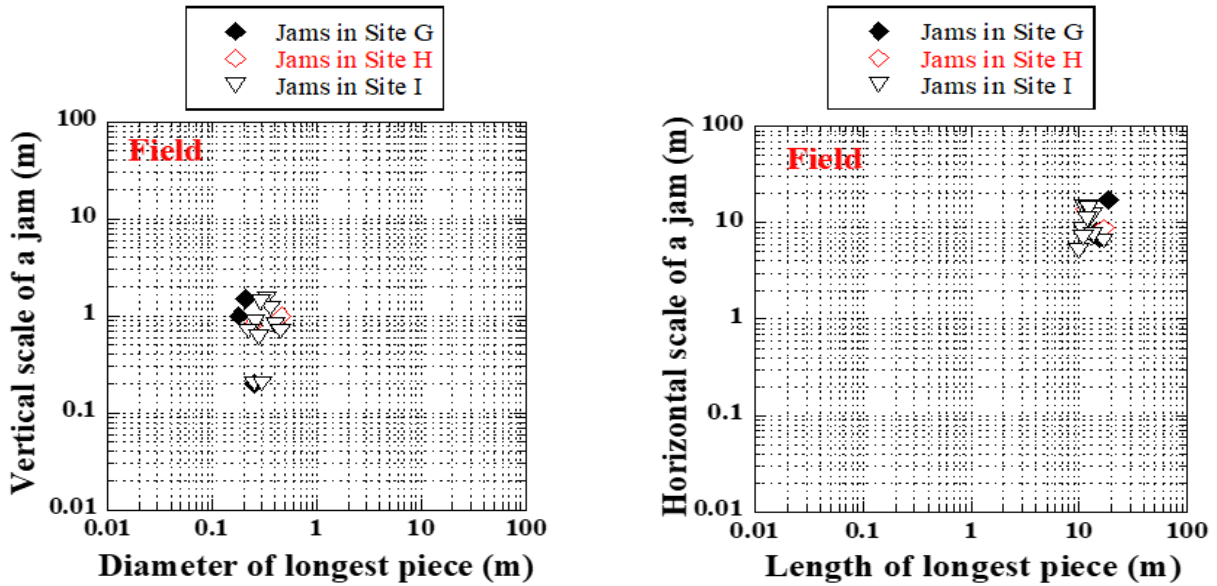 Jams in Site G
Jams in Site H
Jams in Site I
Vertical scale of a jam (m)
100
10
1
0.1
0.01
Field
0.01 0.1 1 10 100
Diameter of longest piece (m)
Jams in Site G
Jams in Site H
Jams in Site I
Horizontal scale of a jam (m)
100
10
1
0.1
0.01
Field
0.01 0.1 1 10 100
Length of longest piece (m)